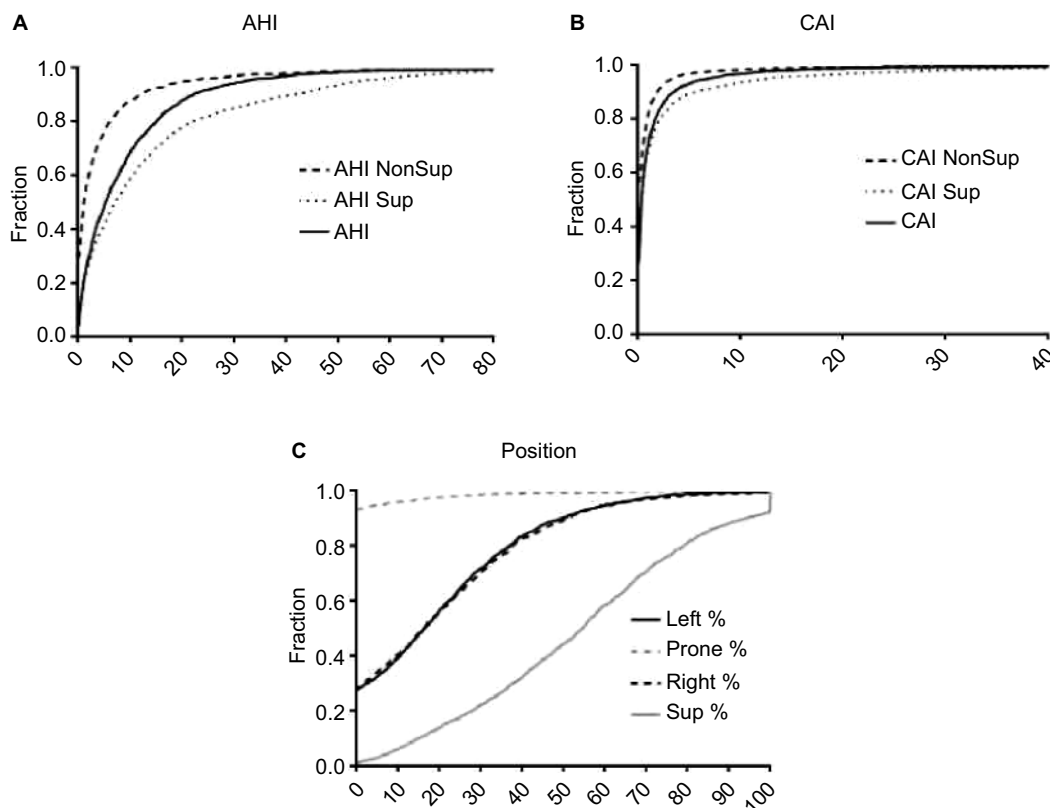 A AHI
Fraction
1.0
0.8
0.6
0.4
0.2
0.0
AHI NonSup
AHI Sup
AHI
0 10 20 30 40 50 60 70 80
B CAI
Fraction
1.0
0.8
0.6
0.4
0.2
0.0
CAI NonSup
CAI Sup
CAI
0 10 20 30 40
C Position
Fraction
1.0
0.8
0.6
0.4
0.2
0.0
Left %
Prone %
Right %
Sup %
0 10 20 30 40 50 60 70 80 90 100